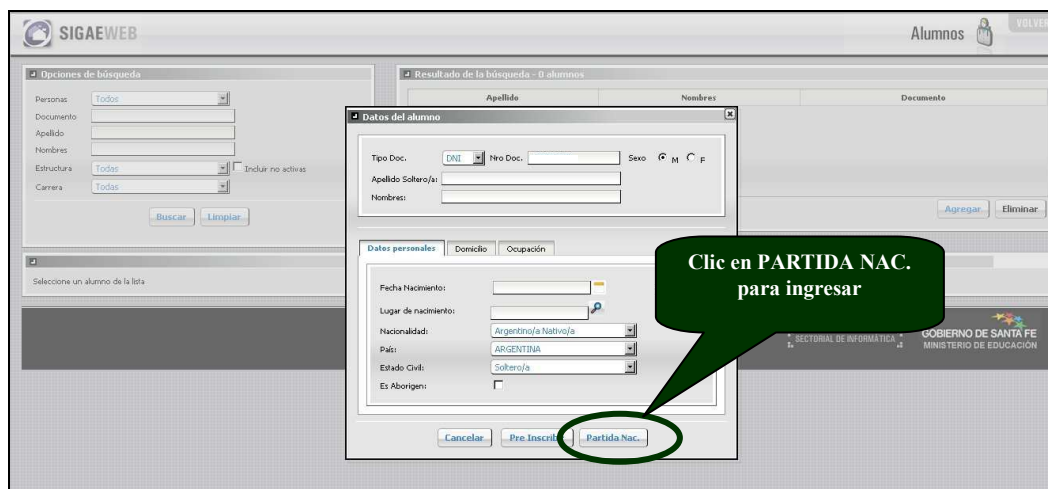 SIGAEWEB
Alumnos
VOLVER
Opciones de búsqueda
Personas Todos
Documento
Apellido
Nombres
Estructura Todas Incluir no activas
Carrera Todas
Buscar Limpiar
Seleccione un alumno de la lista
Resultado de la búsqueda - 0 alumnos
Apellido Nombres Documento
Agregar Eliminar
Datos del alumno
Tipo Doc. DNI Nro Doc. Sexo M F
Apellido Soltero/a:
Nombres:
Datos personales Domicilio Ocupación
Fecha Nacimiento:
Lugar de nacimiento:
Nacionalidad: Argentino/a Nativo/a
País: ARGENTINA
Estado Civil: Soltero/a
Es Aborigen:
Cancelar Pre Inscribir Partida Nac.
Clic en PARTIDA NAC.
para ingresar
SECTORIAL DE INFORMÁTICA
GOBIERNO DE SANTA FE
MINISTERIO DE EDUCACIÓN